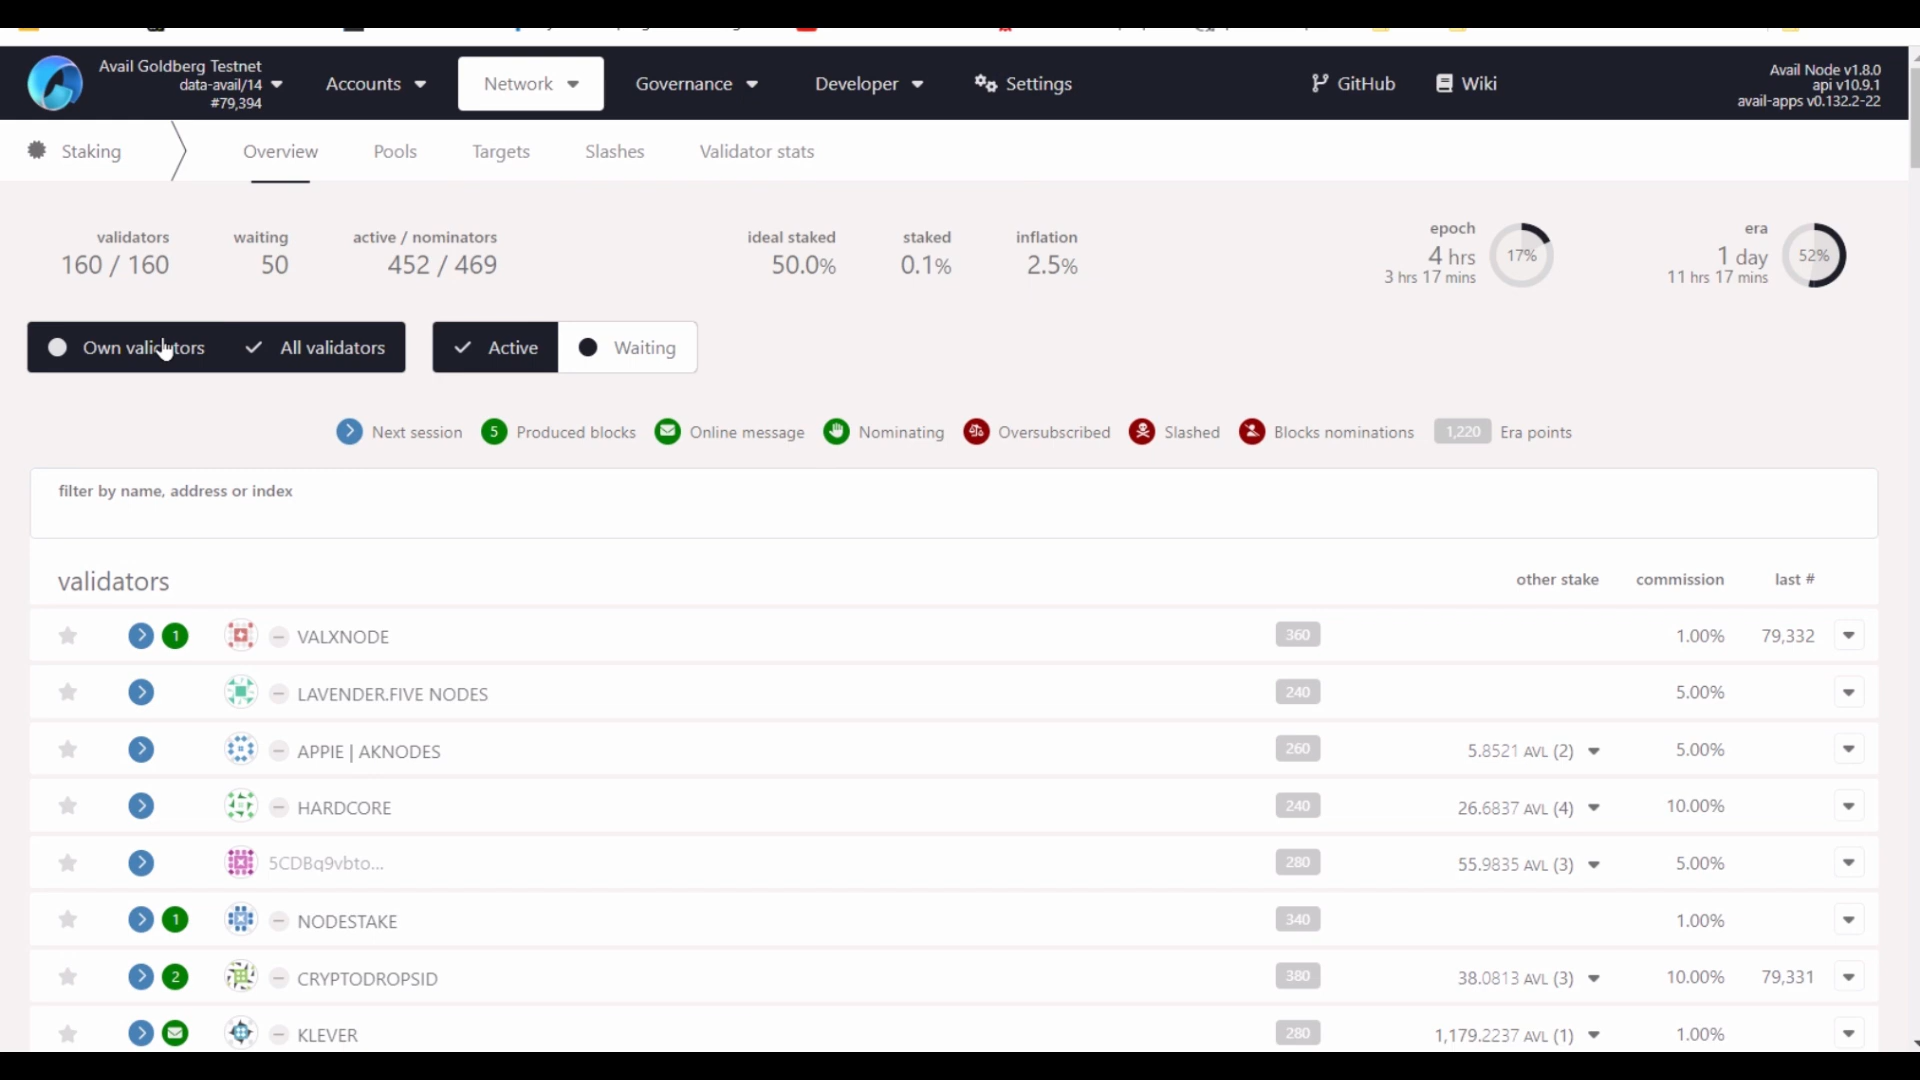 Avail Goldberg Testnet
data-avail/14
#79,394
Accounts
Network
Governance
Developer
Settings
GitHub
Wiki
Avail Node v1.8.0
api v10.9.1
avail-apps v0.132.2-22
Staking
Overview
Pools
Targets
Slashes
Validator stats
validators
160 / 160
waiting
50
active / nominators
452 / 469
ideal staked
50.0%
staked
0.1%
inflation
2.5%
epoch
4 hrs
3 hrs 17 mins
17%
era
1 day
11 hrs 17 mins
52%
Own validators
All validators
Active
Waiting
Next session
5 Produced blocks
Online message
Nominating
Oversubscribed
Slashed
Blocks nominations
1,220 Era points
filter by name, address or index
validators other stake commission last #
1 VALXNODE 360 1.00% 79,332
LAVENDER.FIVE NODES 240 5.00%
APPIE | AKNODES 260 5.8521 AVL (2) 5.00%
HARDCORE 240 26.6837 AVL (4) 10.00%
5CDBq9vbto... 280 55.9835 AVL (3) 5.00%
1 NODESTAKE 340 1.00%
2 CRYPTODROPSID 380 38.0813 AVL (3) 10.00% 79,331
KLEVER 280 1,179.2237 AVL (1) 1.00%